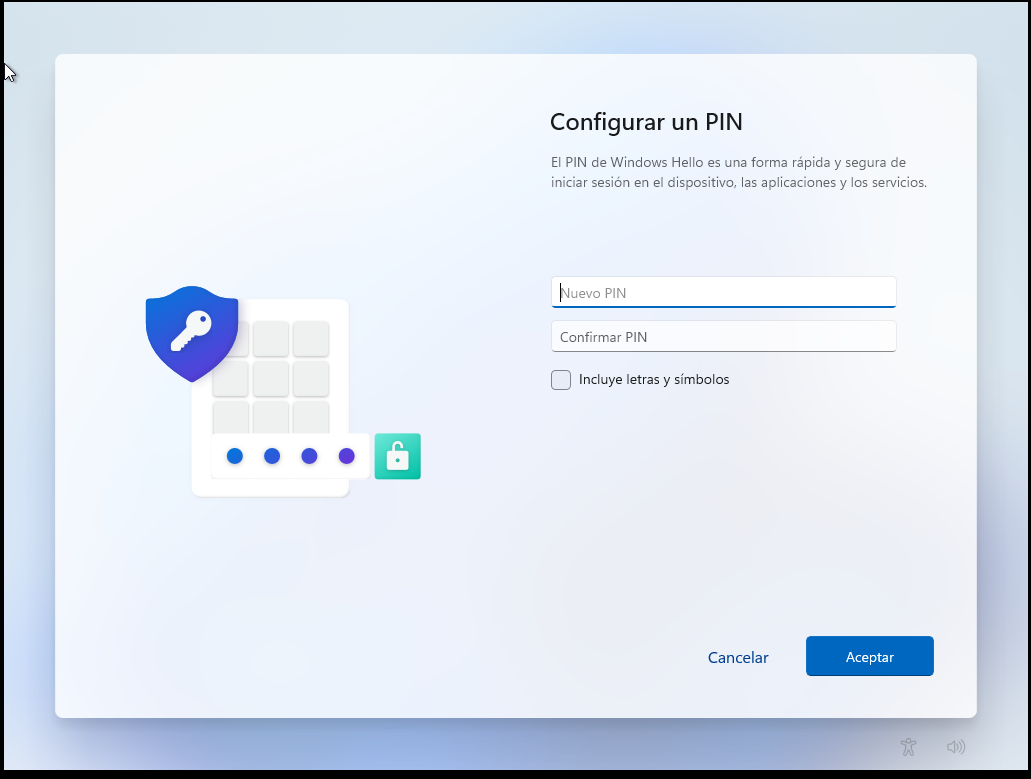 Configurar un PIN
El PIN de Windows Hello es una forma rápida y segura de
iniciar sesión en el dispositivo, las aplicaciones y los servicios.
Nuevo PIN
Confirmar PIN
Incluye letras y símbolos
Cancelar
Aceptar